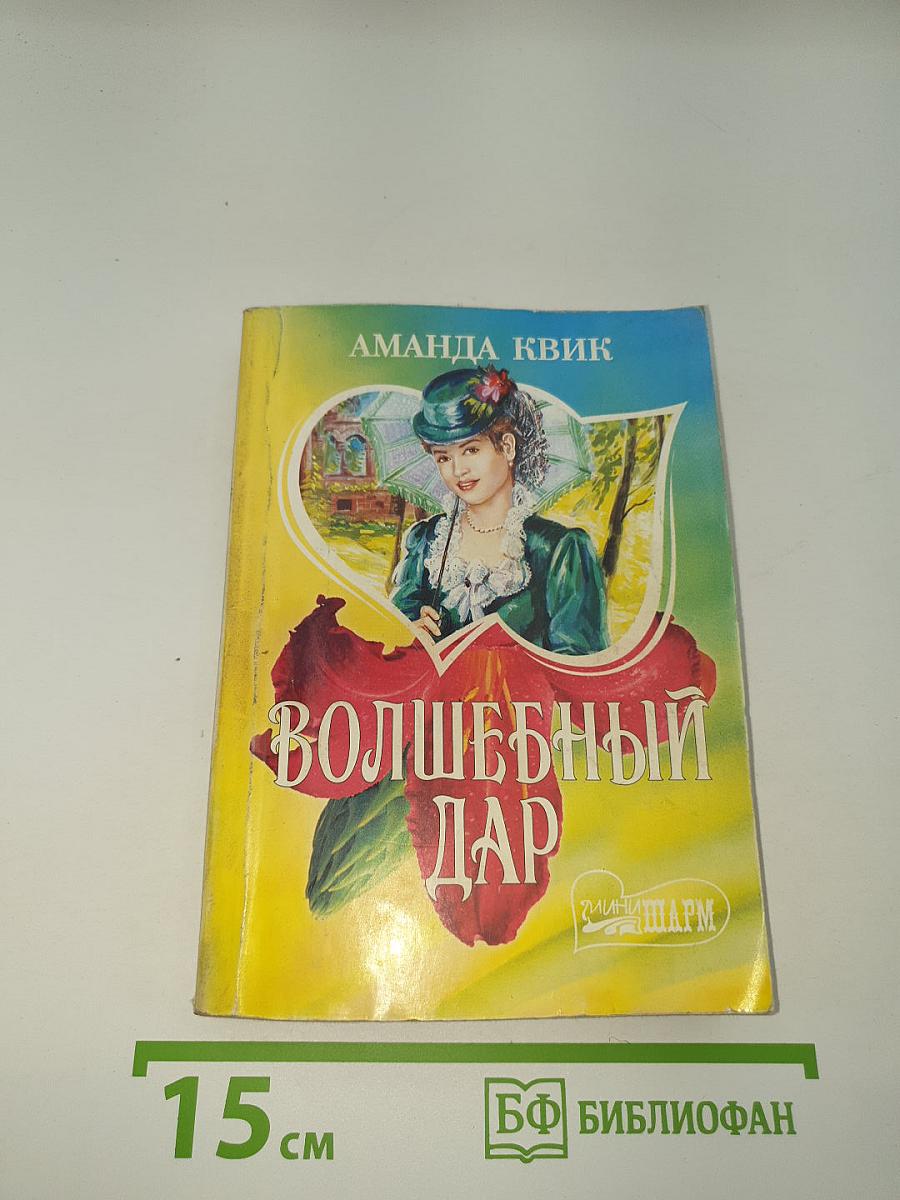 АМАНДА КВИК
ВОЛШЕБНЫЙ
ДАР
МИНИ ШАРМ
15 см
БФ БИБЛИОФАН